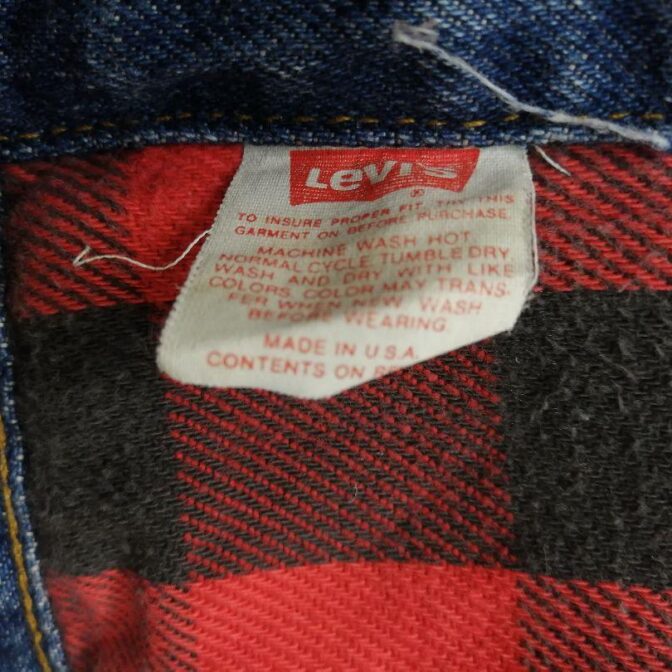 Levi's
®
TO INSURE PROPER FIT, TRY THIS
GARMENT ON BEFORE PURCHASE.
MACHINE WASH HOT
NORMAL CYCLE TUMBLE DRY
WASH AND DRY WITH LIKE
COLORS. COLOR MAY TRANS-
FER WHEN NEW. WASH
BEFORE WEARING.
MADE IN U.S.A.
CONTENTS ON